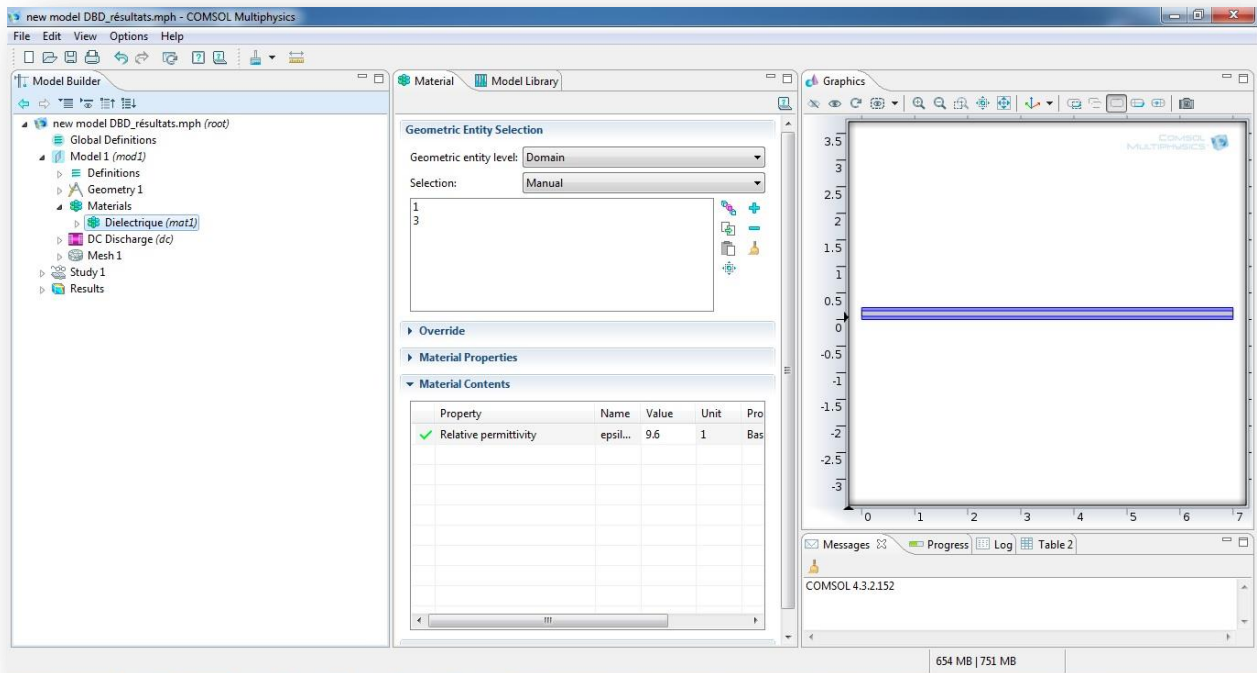 new model DBD_résultats.mph - COMSOL Multiphysics
File Edit View Options Help
Model Builder
new model DBD_résultats.mph (root)
Global Definitions
Model 1 (mod1)
Definitions
Geometry 1
Materials
Dielectrique (mat1)
DC Discharge (dc)
Mesh 1
Study 1
Results
Material
Model Library
Geometric Entity Selection
Geometric entity level: Domain
Selection: Manual
1
3
Override
Material Properties
Material Contents
Property Name Value Unit Pro
Relative permittivity epsil... 9.6 1 Bas
Graphics
COMSOL
MULTIPHYSICS
3.5
3
2.5
2
1.5
1
0.5
0
-0.5
-1
-1.5
-2
-2.5
-3
0 1 2 3 4 5 6 7
Messages Progress Log Table 2
COMSOL 4.3.2.152
654 MB | 751 MB